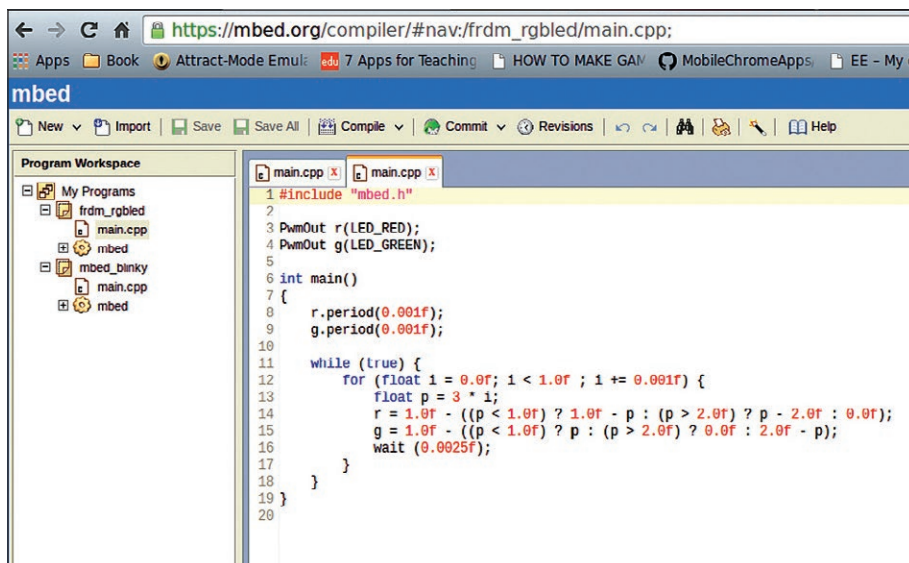 https://mbed.org/compiler/#nav:/frdm_rgbled/main.cpp;
Apps Book Attract-Mode Emul 7 Apps for Teaching HOW TO MAKE GAM MobileChromeApps, EE - My
mbed
New Import Save Save All Compile Commit Revisions Help
Program Workspace
My Programs
frdm_rgbled
main.cpp
mbed
mbed_blinky
main.cpp
mbed
main.cpp main.cpp
1 #include "mbed.h"
2
3 PwmOut r(LED_RED);
4 PwmOut g(LED_GREEN);
5
6 int main()
7 {
8 r.period(0.001f);
9 g.period(0.001f);
10
11 while (true) {
12 for (float i = 0.0f; i < 1.0f ; i += 0.001f) {
13 float p = 3 * i;
14 r = 1.0f - ((p < 1.0f) ? 1.0f - p : (p > 2.0f) ? p - 2.0f : 0.0f);
15 g = 1.0f - ((p < 1.0f) ? p : (p > 2.0f) ? 0.0f : 2.0f - p);
16 wait (0.0025f);
17 }
18 }
19 }
20